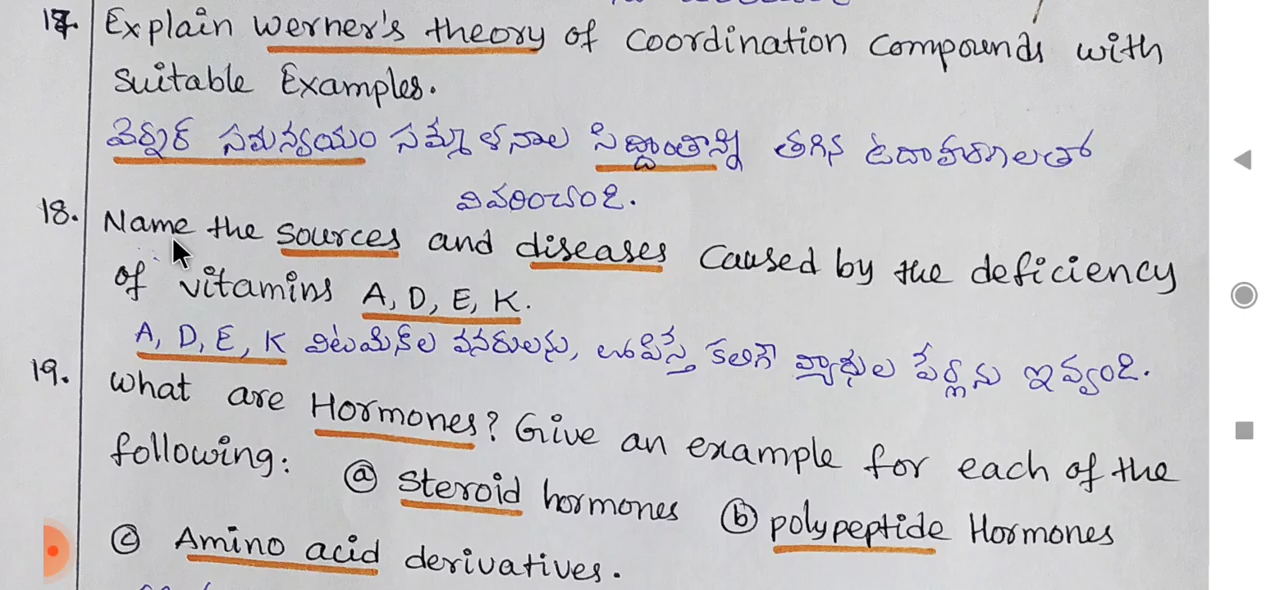 17. Explain Werner's theory of Coordination Compounds with
Suitable Examples.
వెర్నర్ సమన్వయం సమ్మేళనాల సిద్ధాంతాన్ని తగిన ఉదాహరణలతో
వివరించండి.
18. Name the sources and diseases caused by the deficiency
of vitamins A, D, E, K.
A, D, E, K విటమిన్‌ల వనరులను, లోపిస్తే కలిగే వ్యాధుల పేర్లను ఇవ్వండి.
19. What are Hormones? Give an example for each of the
following: ⓐ Steroid hormones ⓑ polypeptide Hormones
ⓒ Amino acid derivatives.